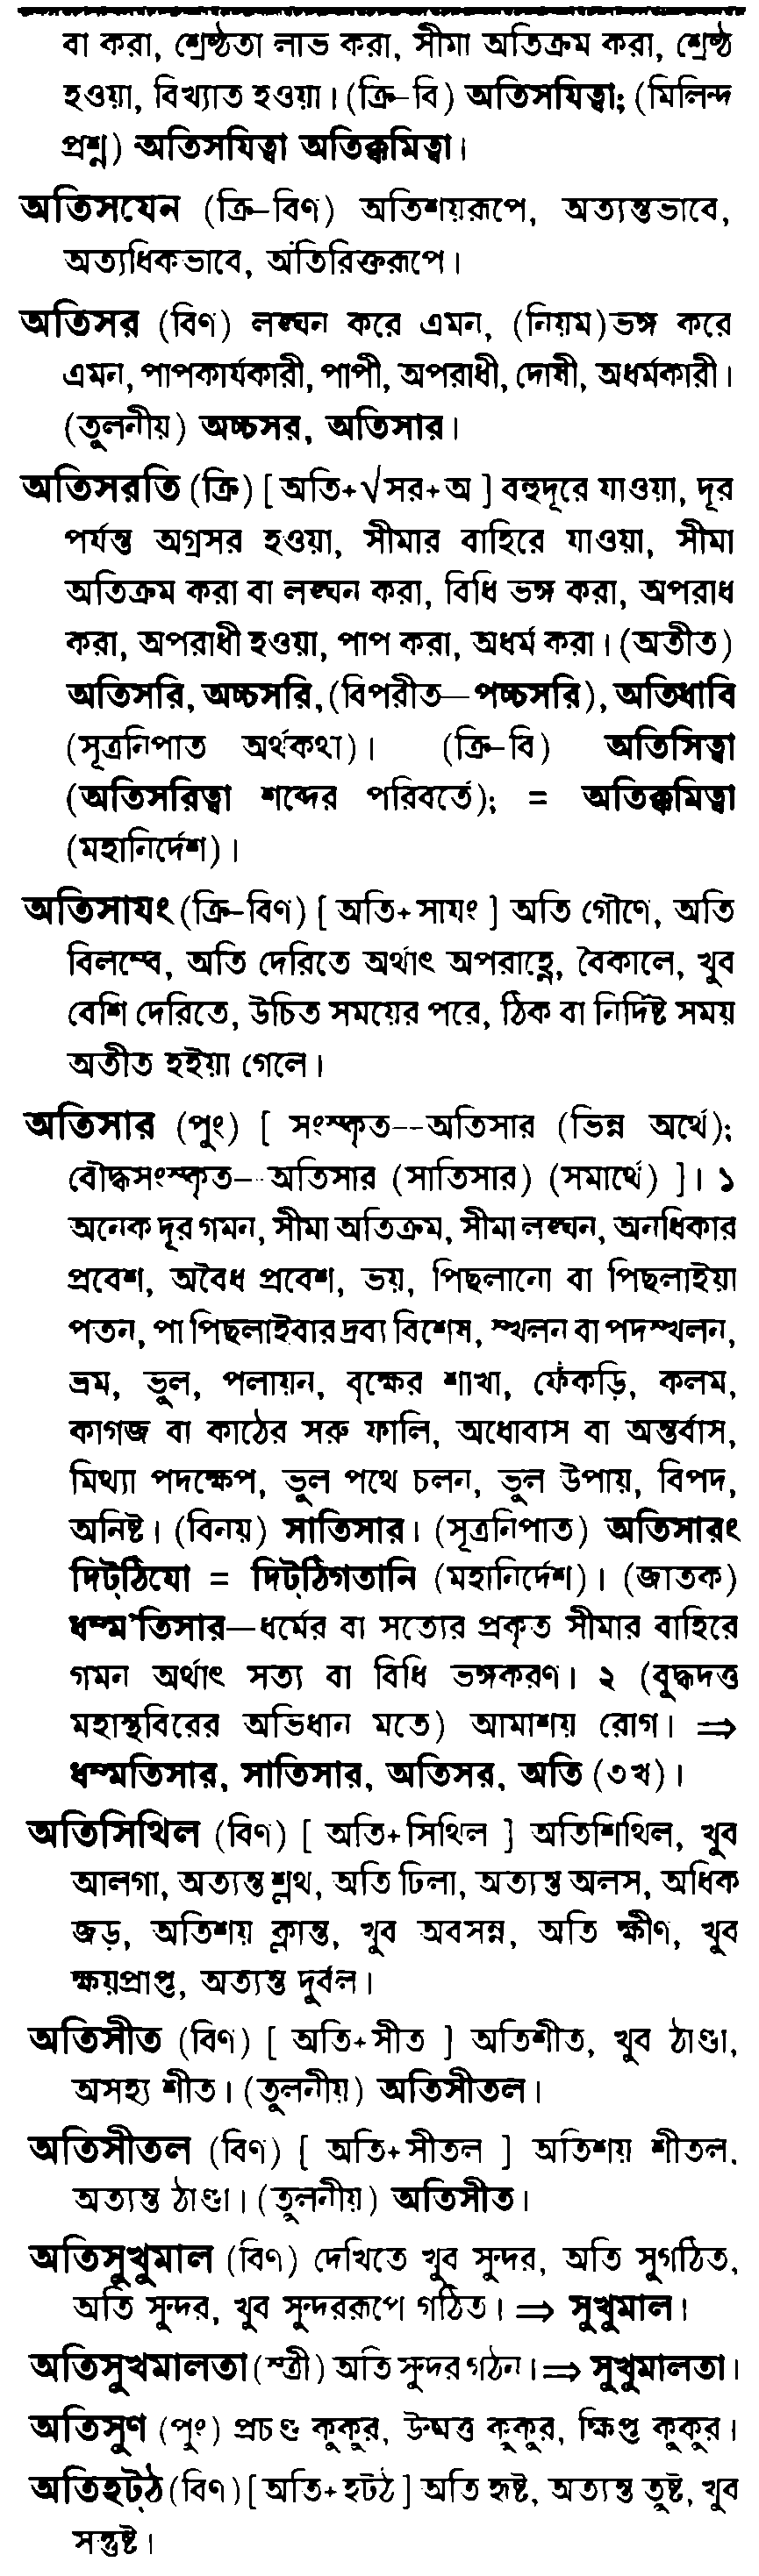 বা করা, শ্রেষ্ঠতা লাভ করা, সীমা অতিক্রম করা, শ্রেষ্ঠ
হওয়া, বিখ্যাত হওয়া। (ক্রি-বি) অতিসযিত্বা; (মিলিন্দ
প্রশ্ন) অতিসযিত্বা অতিক্কমিত্বা।
অতিসযেন (ক্রি-বিণ) অতিশয়রূপে, অত্যন্তভাবে,
অত্যধিকভাবে, অতিরিক্তরূপে।
অতিসর (বিণ) লঙ্ঘন করে এমন, (নিয়ম)ভঙ্গ করে
এমন, পাপকার্যকারী, পাপী, অপরাধী, দোষী, অধর্মকারী।
(তুলনীয়) অচ্চসর, অতিসার।
অতিসরতি (ক্রি) [ অতি+√সর+অ ] বহুদূরে যাওয়া, দূর
পর্যন্ত অগ্রসর হওয়া, সীমার বাহিরে যাওয়া, সীমা
অতিক্রম করা বা লঙ্ঘন করা, বিধি ভঙ্গ করা, অপরাধ
করা, অপরাধী হওয়া, পাপ করা, অধর্ম করা। (অতীত)
অতিসরি, অচ্চসরি, (বিপরীত—পচ্চসরি), অতিধাবি
(সূত্রনিপাত অর্থকথা)। (ক্রি-বি) অতিসিত্বা
(অতিসরিত্বা শব্দের পরিবর্তে); = অতিক্কমিত্বা
(মহানির্দেশ)।
অতিসাযং (ক্রি-বিণ) [ অতি+সাযং ] অতি গৌণে, অতি
বিলম্বে, অতি দেরিতে অর্থাৎ অপরাহ্ণে, বৈকালে, খুব
বেশি দেরিতে, উচিত সময়ের পরে, ঠিক বা নির্দিষ্ট সময়
অতীত হইয়া গেলে।
অতিসার (পুং) [ সংস্কৃত--অতিসার (ভিন্ন অর্থে);
বৌদ্ধসংস্কৃত--অতিসার (সাতিসার) (সমার্থে) ]। ১
অনেক দূর গমন, সীমা অতিক্রম, সীমা লঙ্ঘন, অনধিকার
প্রবেশ, অবৈধ প্রবেশ, ভয়, পিছলানো বা পিছলাইয়া
পতন, পা পিছলাইবার দ্রব্য বিশেষ, স্খলন বা পদস্খলন,
ভ্রম, ভুল, পলায়ন, বৃক্ষের শাখা, ফেঁকড়ি, কলম,
কাগজ বা কাঠের সরু ফালি, অধোবাস বা অন্তর্বাস,
মিথ্যা পদক্ষেপ, ভুল পথে চলন, ভুল উপায়, বিপদ,
অনিষ্ট। (বিনয়) সাতিসার। (সূত্রনিপাত) অতিসারং
দিট্‌ঠিযো = দিট্‌ঠিগতানি (মহানির্দেশ)। (জাতক)
ধম্ম'তিসার—ধর্মের বা সত্যের প্রকৃত সীমার বাহিরে
গমন অর্থাৎ সত্য বা বিধি ভঙ্গকরণ। ২ (বুদ্ধদত্ত
মহাস্থবিরের অভিধান মতে) আমাশয় রোগ। ⇒
ধম্মতিসার, সাতিসার, অতিসর, অতি (৩খ)।
অতিসিথিল (বিণ) [ অতি+সিথিল ] অতিশিথিল, খুব
আলগা, অত্যন্ত শ্লথ, অতি ঢিলা, অত্যন্ত অলস, অধিক
জড়, অতিশয় ক্লান্ত, খুব অবসন্ন, অতি ক্ষীণ, খুব
ক্ষয়প্রাপ্ত, অত্যন্ত দুর্বল।
অতিসীত (বিণ) [ অতি+সীত ] অতিশীত, খুব ঠাণ্ডা,
অসহ্য শীত। (তুলনীয়) অতিসীতল।
অতিসীতল (বিণ) [ অতি+সীতল ] অতিশয় শীতল,
অত্যন্ত ঠাণ্ডা। (তুলনীয়) অতিসীত।
অতিসুখুমাল (বিণ) দেখিতে খুব সুন্দর, অতি সুগঠিত,
অতি সুন্দর, খুব সুন্দররূপে গঠিত। ⇒ সুখুমাল।
অতিসুখমালতা (স্ত্রী) অতি সুন্দর গঠন। ⇒ সুখুমালতা।
অতিসুণ (পুং) প্রচণ্ড কুকুর, উন্মত্ত কুকুর, ক্ষিপ্ত কুকুর।
অতিহট্‌ঠ (বিণ) [ অতি+হট্‌ঠ ] অতি হৃষ্ট, অত্যন্ত তুষ্ট, খুব
সন্তুষ্ট।